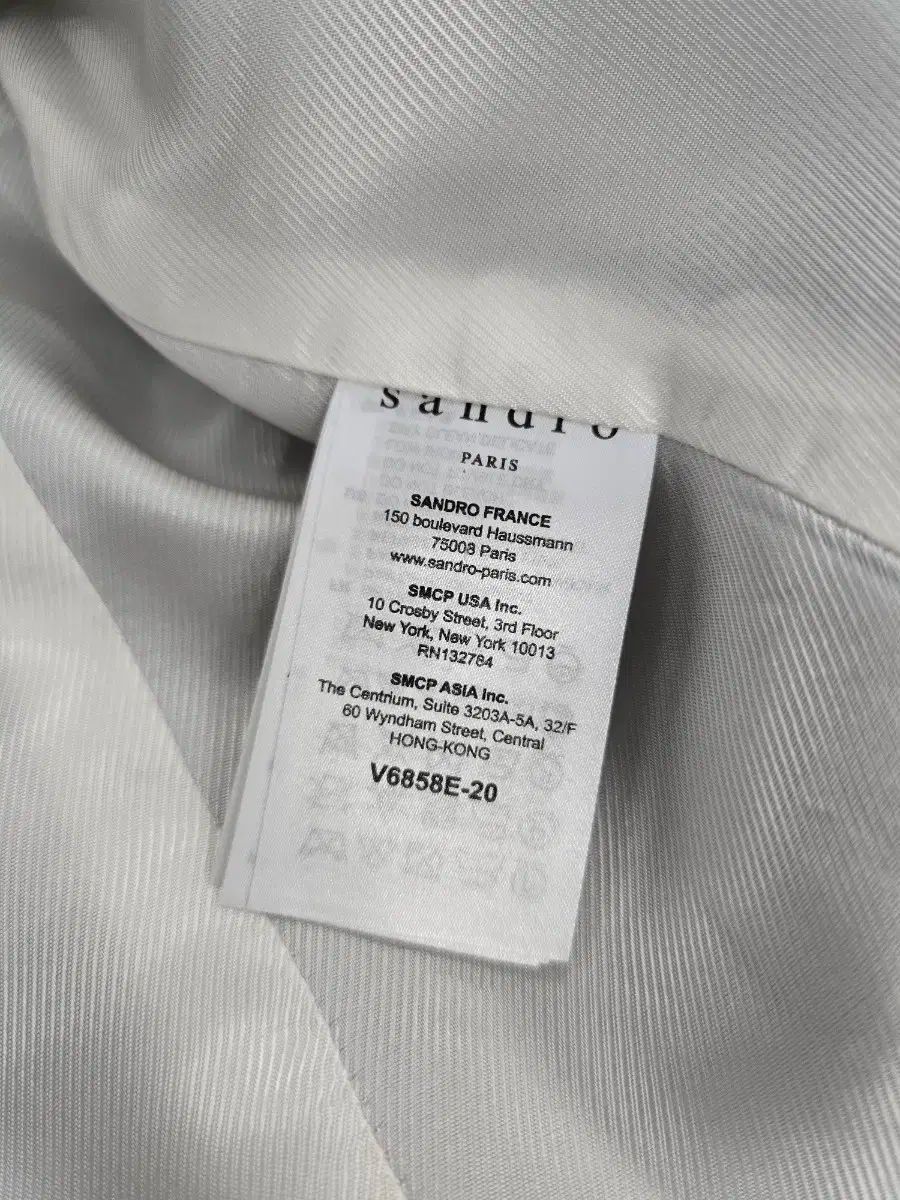 sandro
PARIS
SANDRO FRANCE
150 boulevard Haussmann
75008 Paris
www.sandro-paris.com
SMCP USA Inc.
10 Crosby Street, 3rd Floor
New York, New York 10013
RN132784
SMCP ASIA Inc.
The Centrium, Suite 3203A-5A, 32/F
60 Wyndham Street, Central
HONG-KONG
V6858E-20